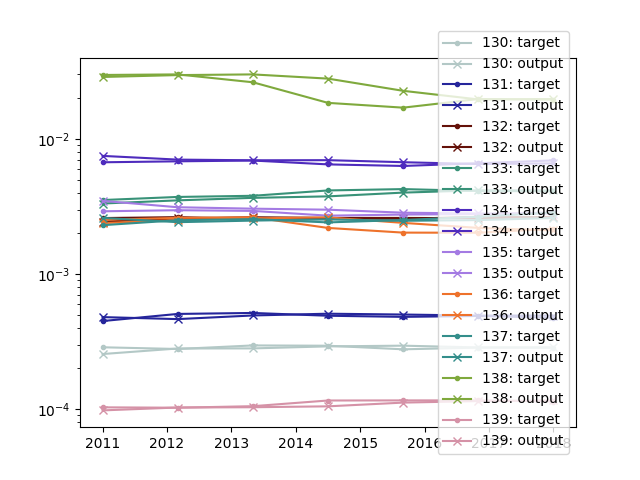 130: target
130: output
131: target
131: output
132: target
132: output
133: target
133: output
134: target
134: output
135: target
135: output
136: target
136: output
137: target
137: output
138: target
138: output
139: target
139: output
10⁻²
10⁻³
10⁻⁴
2011 2012 2013 2014 2015 2016 2017 2018